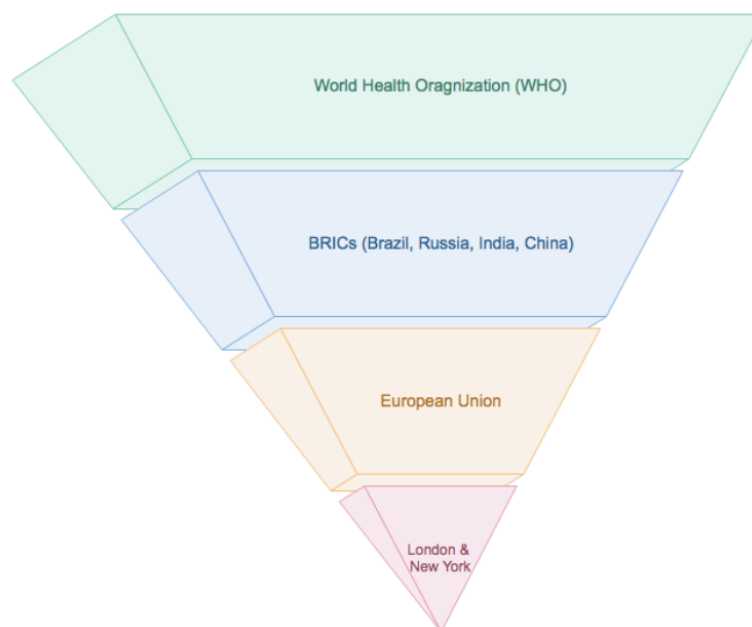 World Health Oragnization (WHO)
BRICs (Brazil, Russia, India, China)
European Union
London &
New York